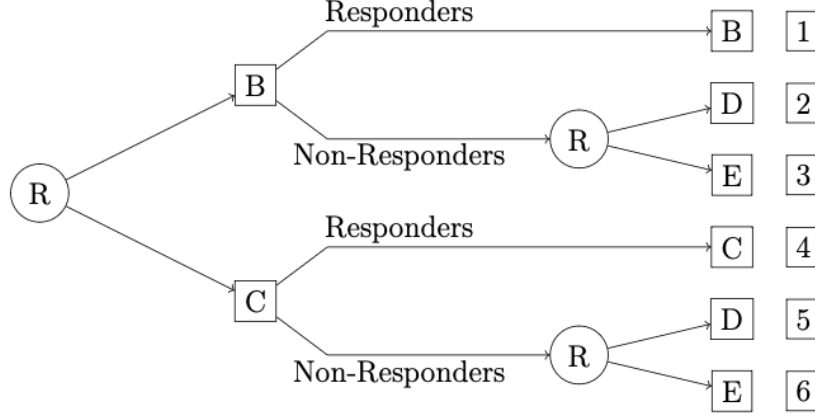 Responders
B 1
B
D 2
R
Non-Responders
E 3
R
Responders
C 4
C
D 5
R
Non-Responders
E 6